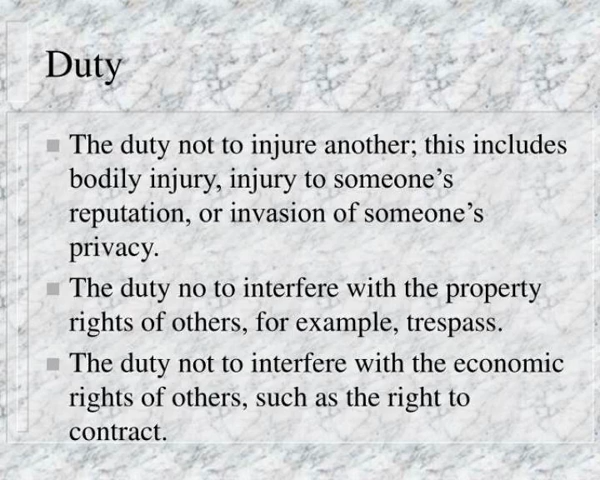 Duty
The duty not to injure another; this includes
bodily injury, injury to someone’s
reputation, or invasion of someone’s
privacy.
The duty no to interfere with the property
rights of others, for example, trespass.
The duty not to interfere with the economic
rights of others, such as the right to
contract.